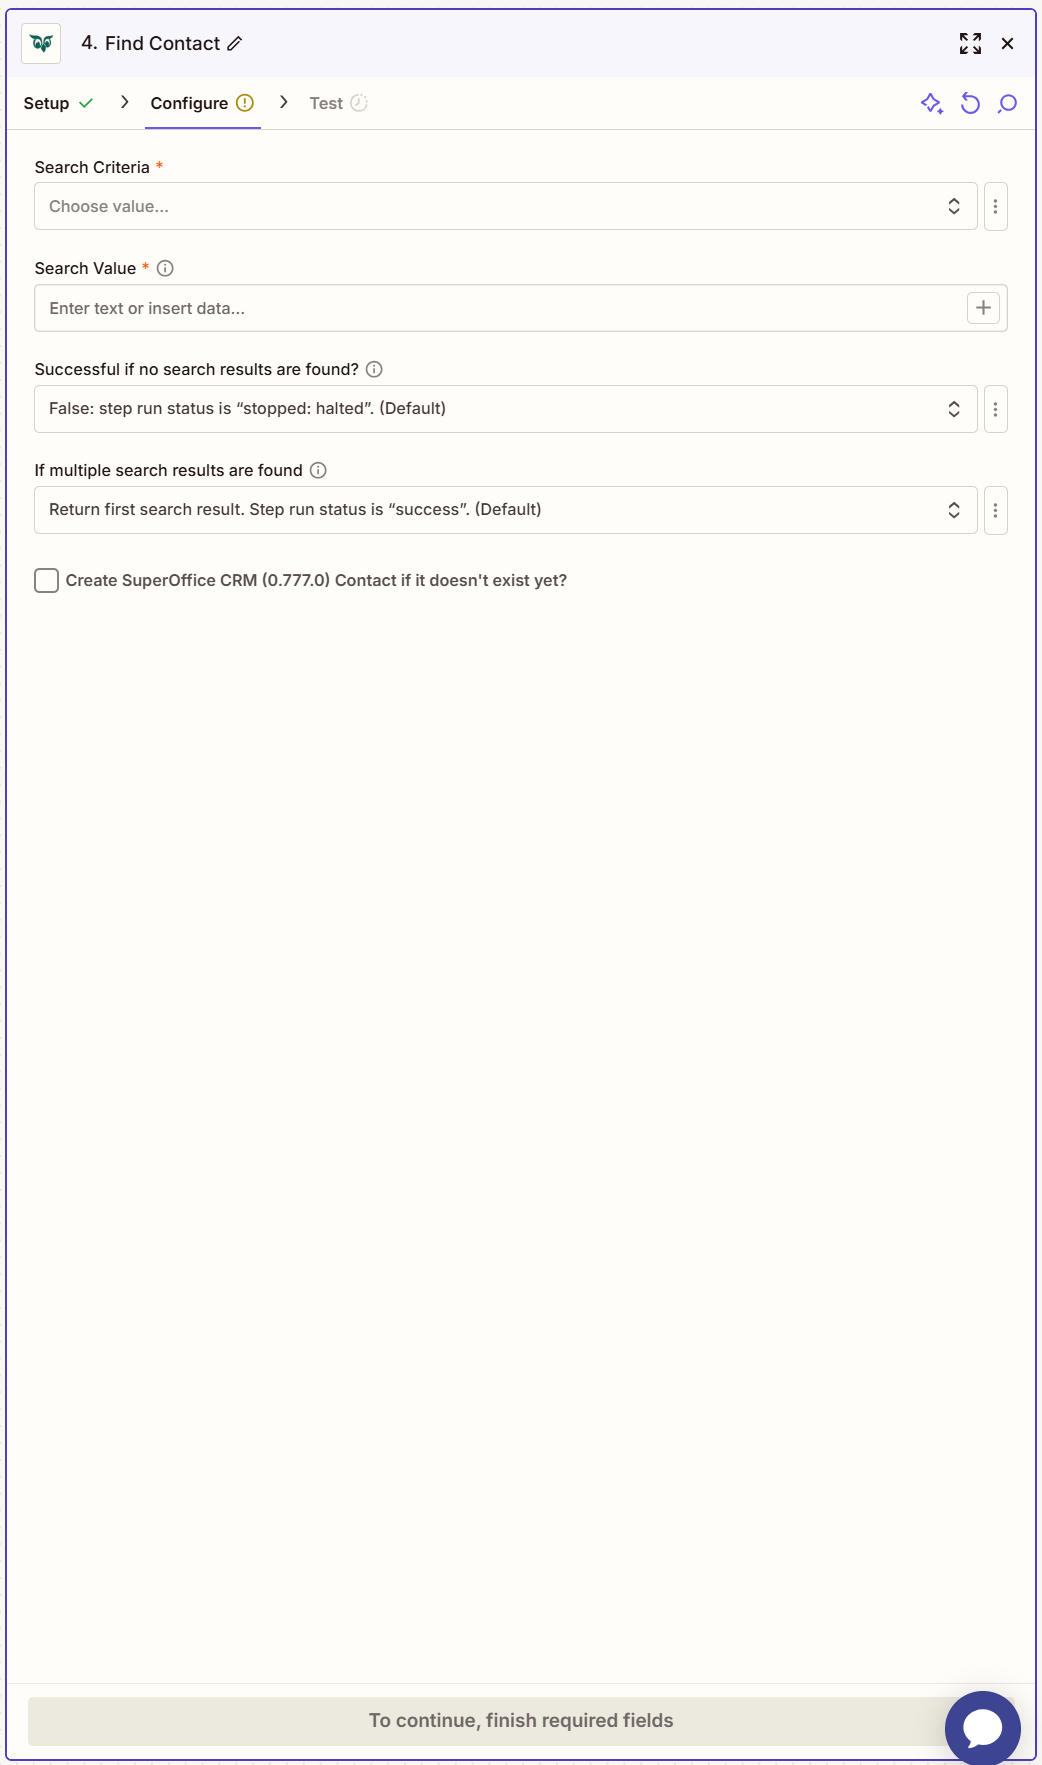 4. Find Contact
Setup
Configure
Test
Search Criteria *
Choose value...
Search Value *
Enter text or insert data...
Successful if no search results are found?
False: step run status is “stopped: halted”. (Default)
If multiple search results are found
Return first search result. Step run status is “success”. (Default)
Create SuperOffice CRM (0.777.0) Contact if it doesn't exist yet?
To continue, finish required fields